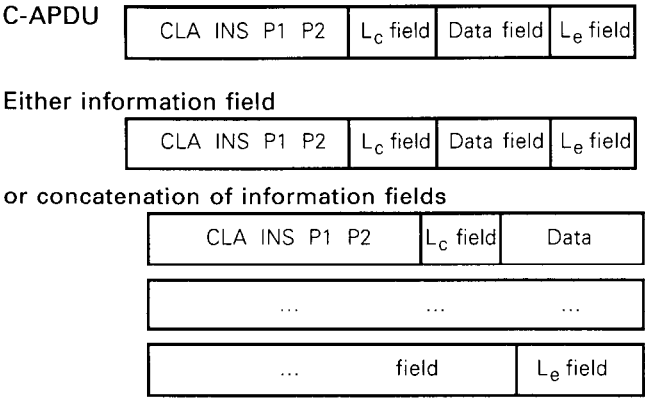 C-APDU CLA INS P1 P2 Lc field Data field Le field
Either information field
CLA INS P1 P2 Lc field Data field Le field
or concatenation of information fields
CLA INS P1 P2 Lc field Data
... ... ...
... field Le field